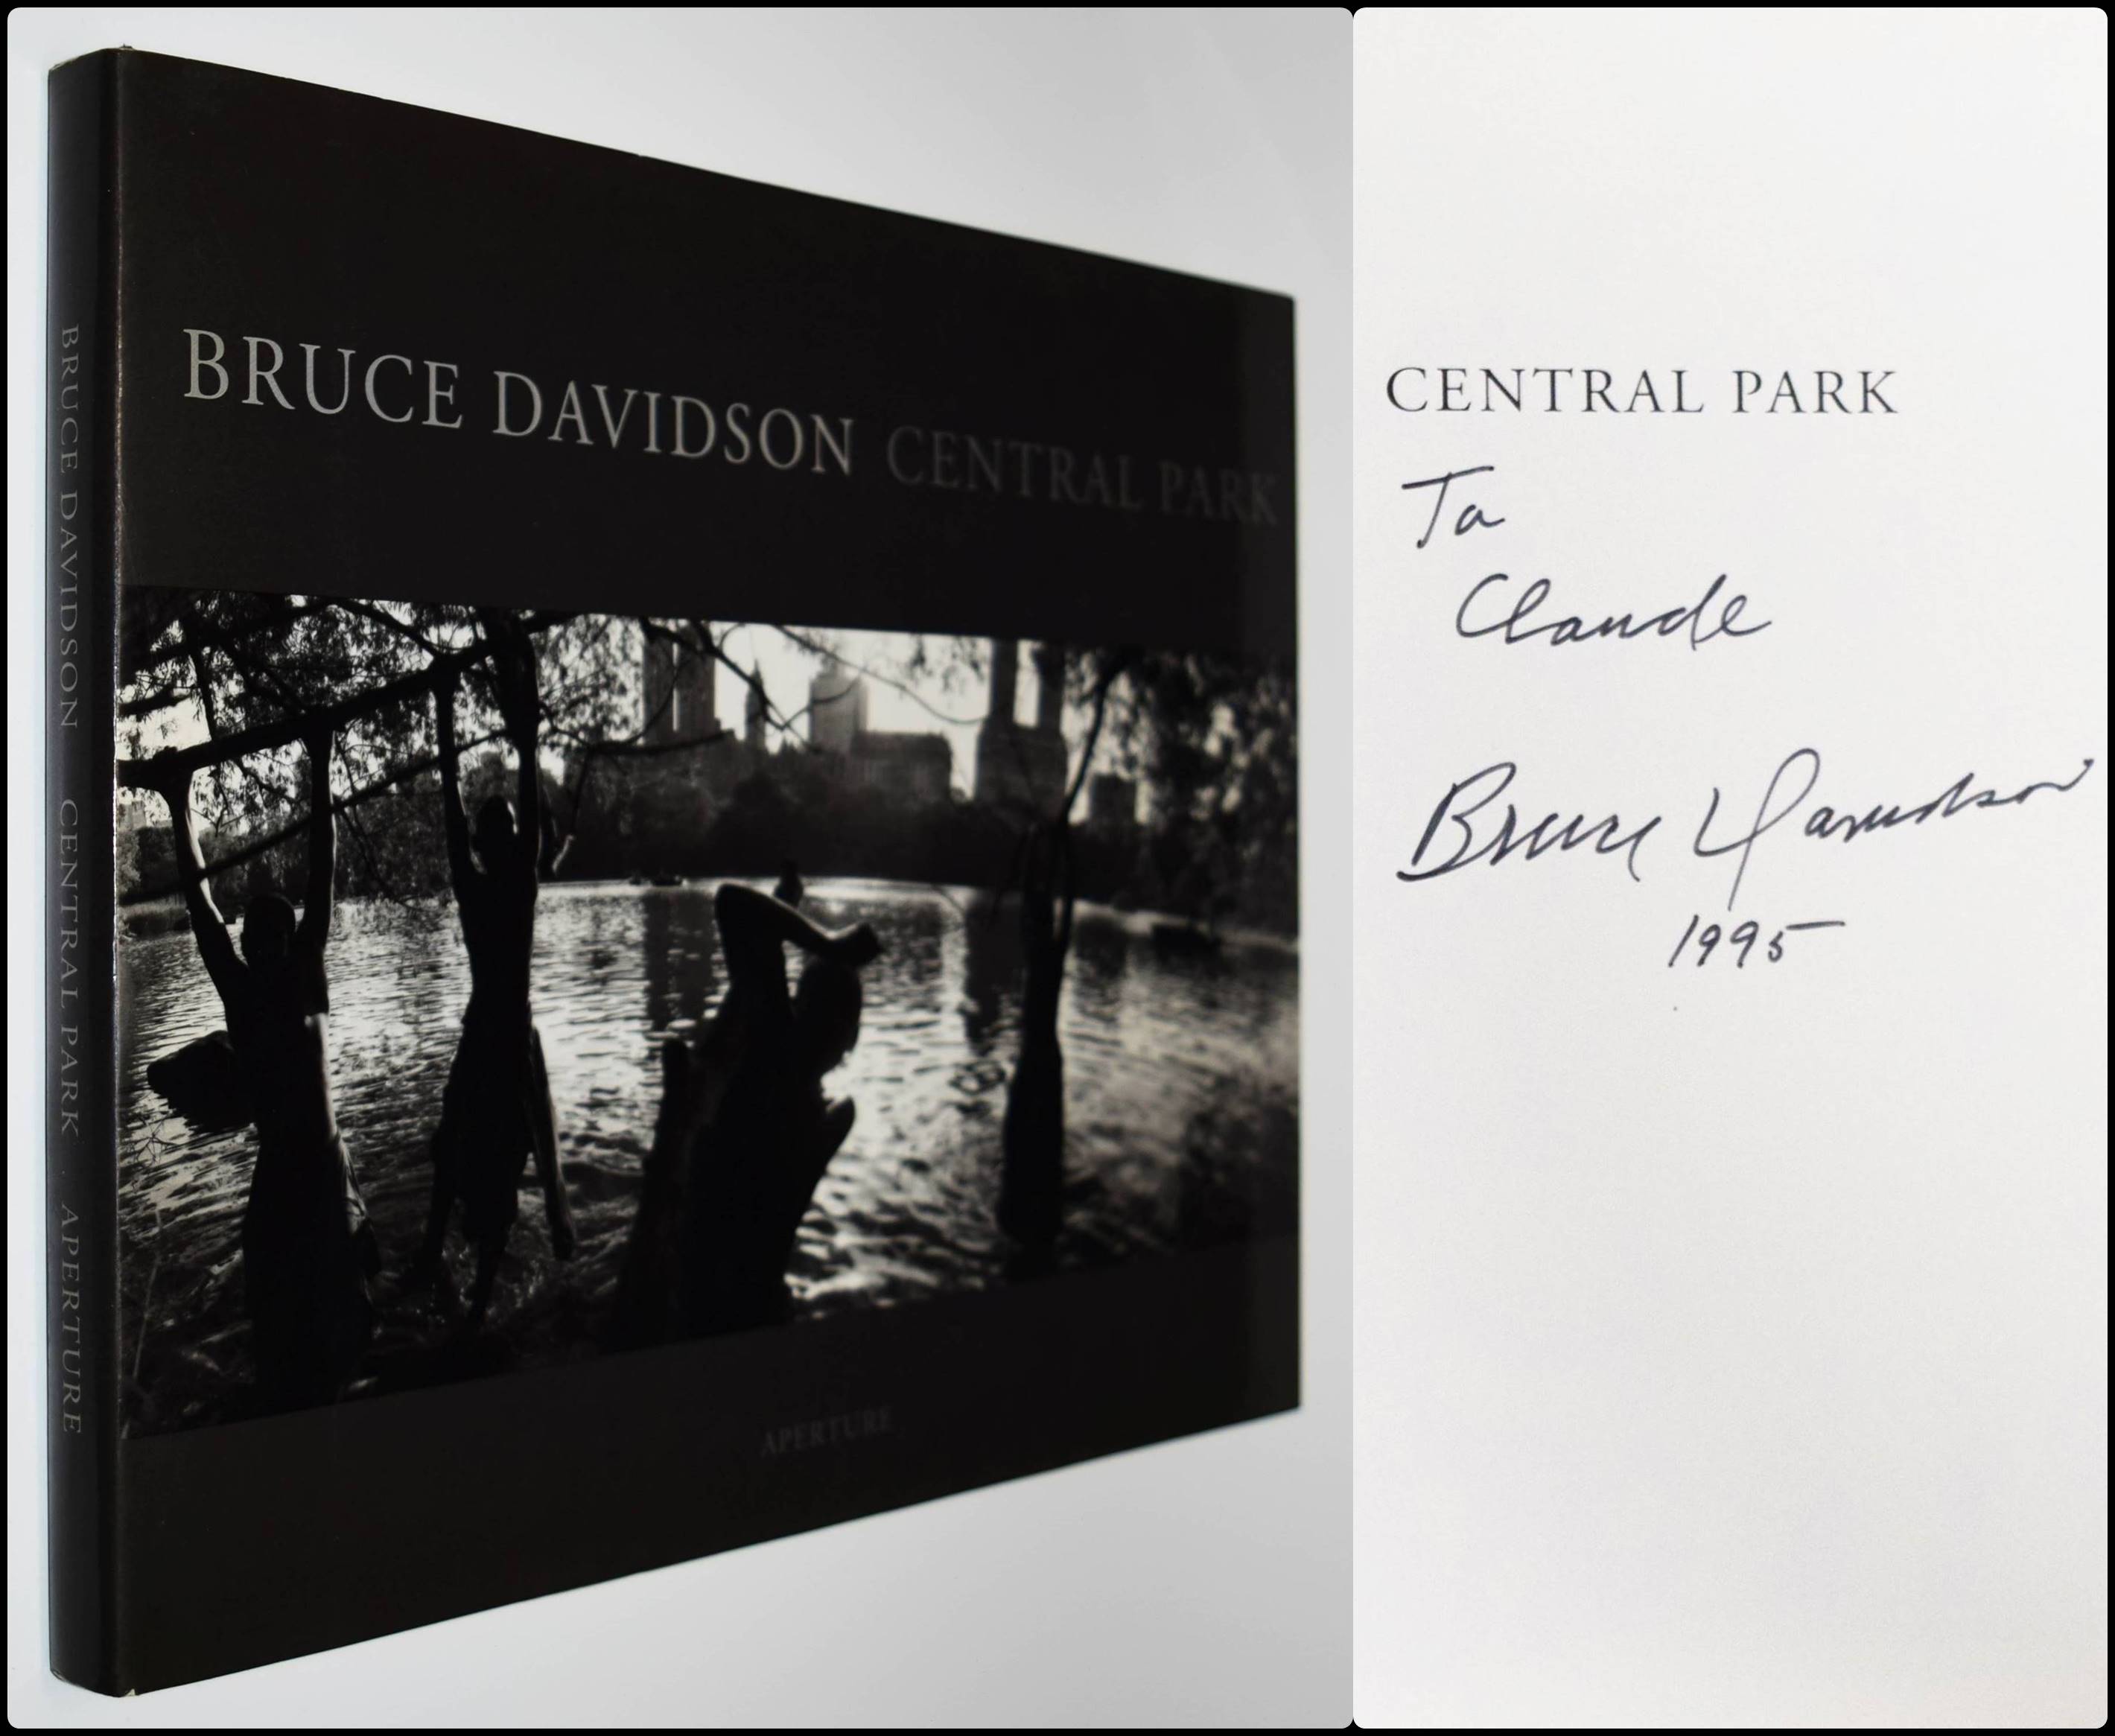 BRUCE DAVIDSON CENTRAL PARK APERTURE
BRUCE DAVIDSON CENTRAL PARK
APERTURE
CENTRAL PARK
To
Claude
Bruce Davidson
1995